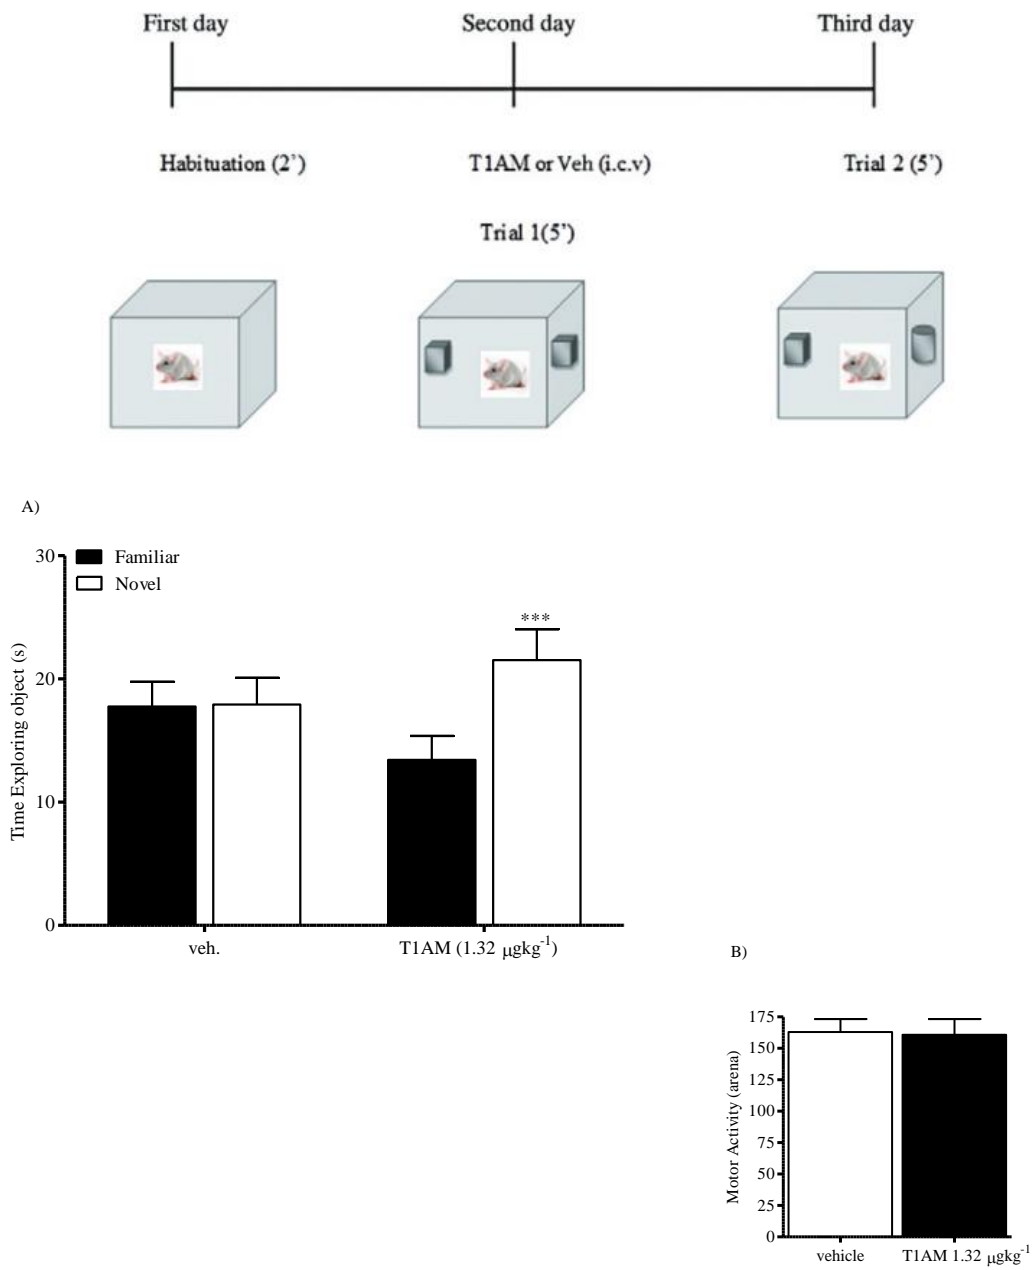 First day Second day Third day
Habituation (2') T1AM or Veh (i.c.v) Trial 2 (5')
Trial 1(5')
A)
30
20
10
0
Time Exploring object (s)
Familiar
Novel
***
veh. T1AM (1.32 μgkg⁻¹)
B)
175
150
125
100
75
50
25
0
Motor Activity (arena)
vehicle T1AM 1.32 μgkg⁻¹